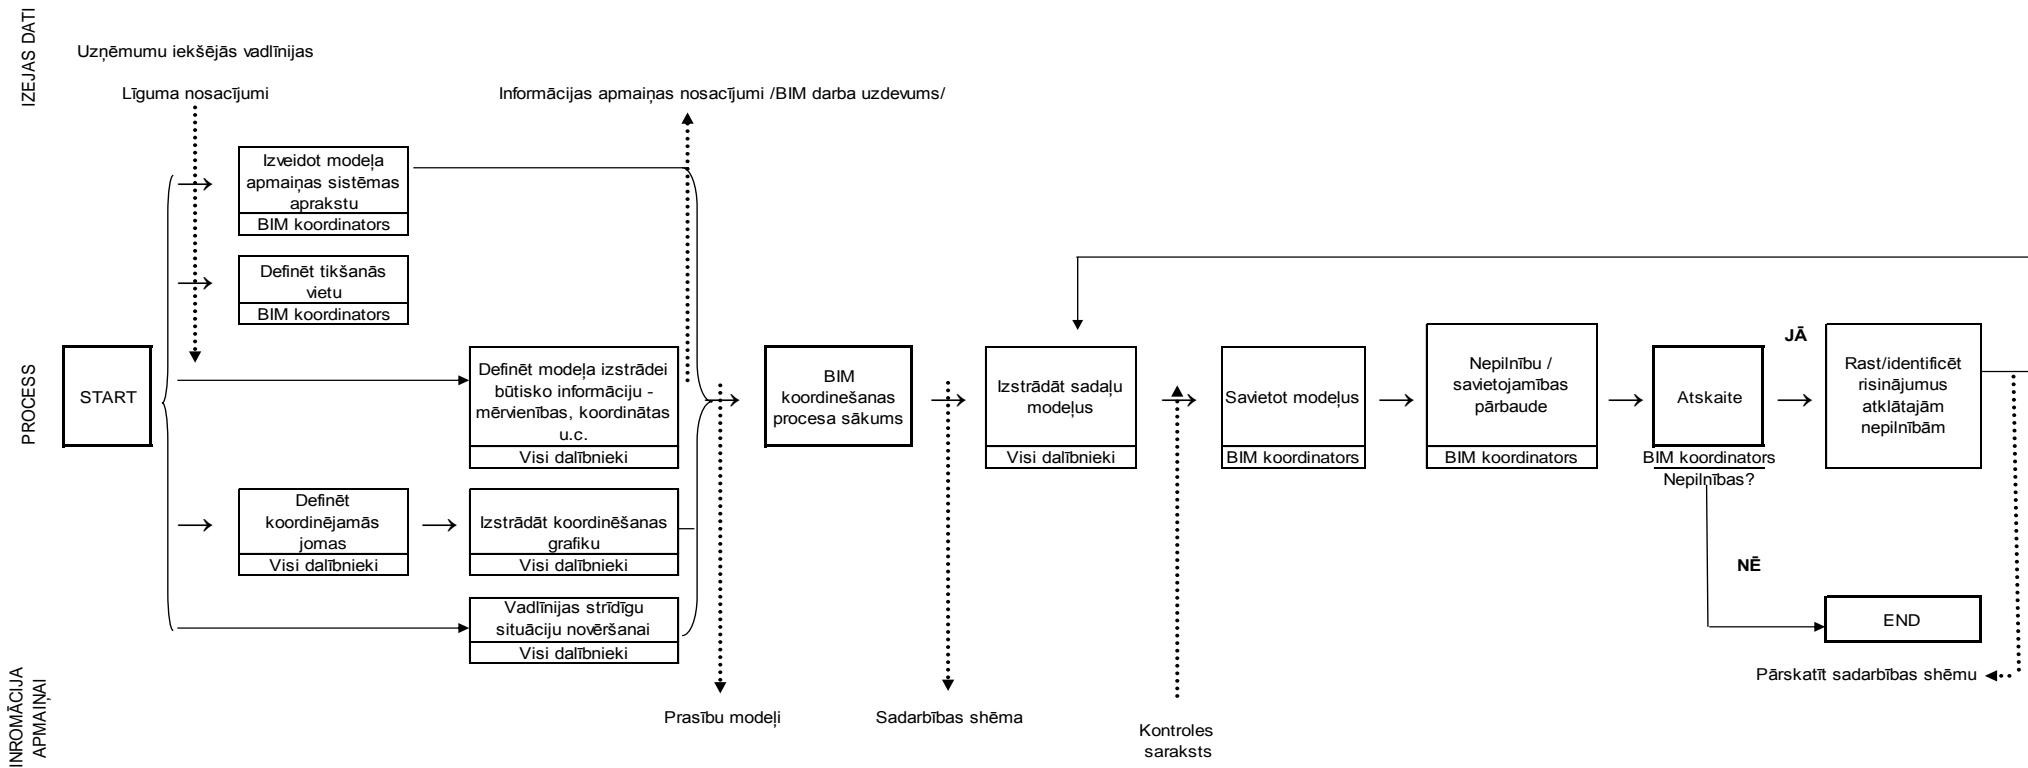 IZEJAS DATI
Uzņēmumu iekšējās vadlīnijas
Līguma nosacījumi
Informācijas apmaiņas nosacījumi /BIM darba uzdevums/
PROCESS
START
Izveidot modeļa
apmaiņas sistēmas
aprakstu
BIM koordinators
Definēt tikšanās
vietu
BIM koordinators
Definēt modeļa izstrādei
būtisko informāciju -
mērvienības, koordinātas
u.c.
Visi dalībnieki
Definēt
koordinējamās
jomas
Visi dalībnieki
Izstrādāt koordinēšanas
grafiku
Visi dalībnieki
Vadlīnijas strīdīgu
situāciju novēršanai
Visi dalībnieki
BIM
koordinešanas
procesa sākums
Izstrādāt sadaļu
modeļus
Visi dalībnieki
Savietot modeļus
BIM koordinators
Nepilnību /
savietojamības
pārbaude
BIM koordinators
Atskaite
BIM koordinators
Nepilnības?
JĀ
Rast/identificēt
risinājumus
atklātajām
nepilnībām
NĒ
END
INROMĀCIJA
APMAIŅAI
Prasību modeļi
Sadarbības shēma
Kontroles
saraksts
Pārskatīt sadarbības shēmu